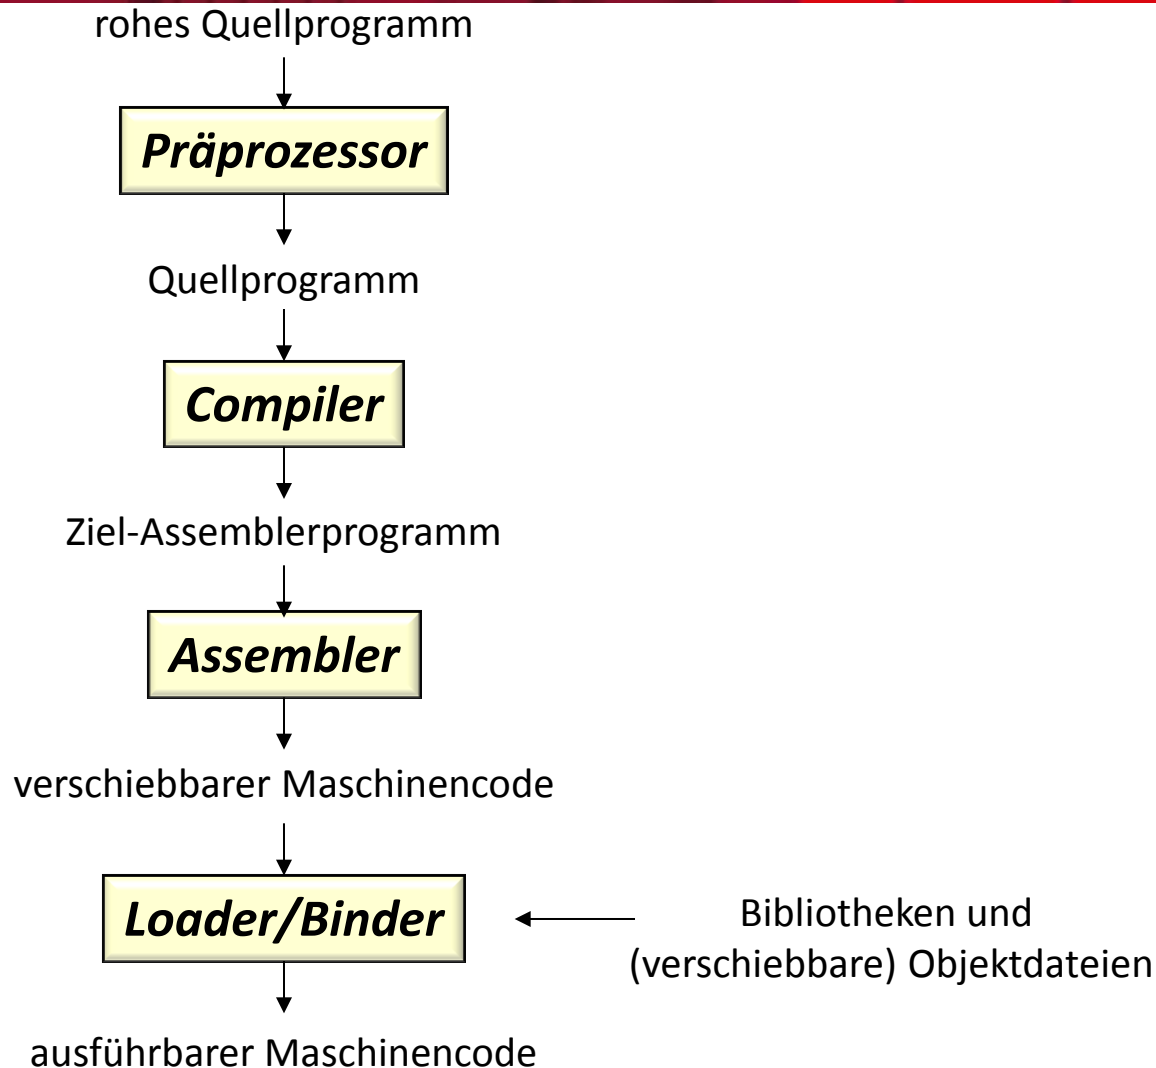 rohes Quellprogramm
Präprozessor
Quellprogramm
Compiler
Ziel-Assemblerprogramm
Assembler
verschiebbarer Maschinencode
Loader/Binder
Bibliotheken und
(verschiebbare) Objektdateien
ausführbarer Maschinencode